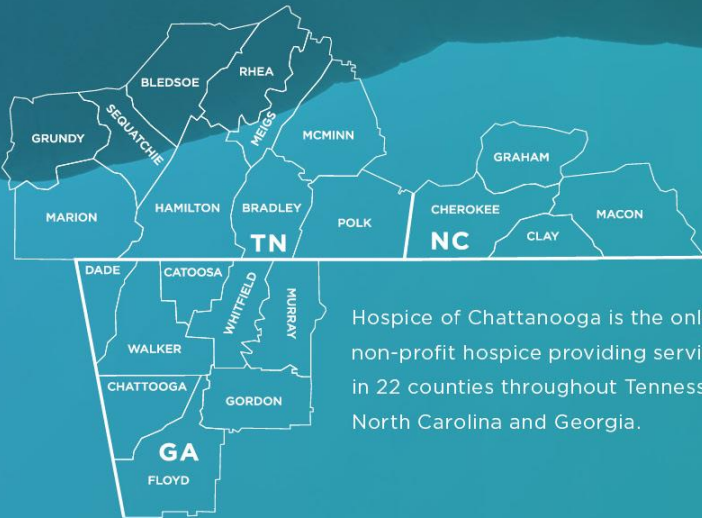 RHEA
BLEDSOE
SEQUATCHIE
MEIGS
GRUNDY
MCMINN
GRAHAM
MARION
HAMILTON
BRADLEY
POLK
CHEROKEE
MACON
CLAY
TN
NC
DADE
CATOOSA
WHITFIELD
MURRAY
WALKER
CHATTOOGA
GORDON
GA
FLOYD
Hospice of Chattanooga is the onl
non-profit hospice providing servi
in 22 counties throughout Tenness
North Carolina and Georgia.